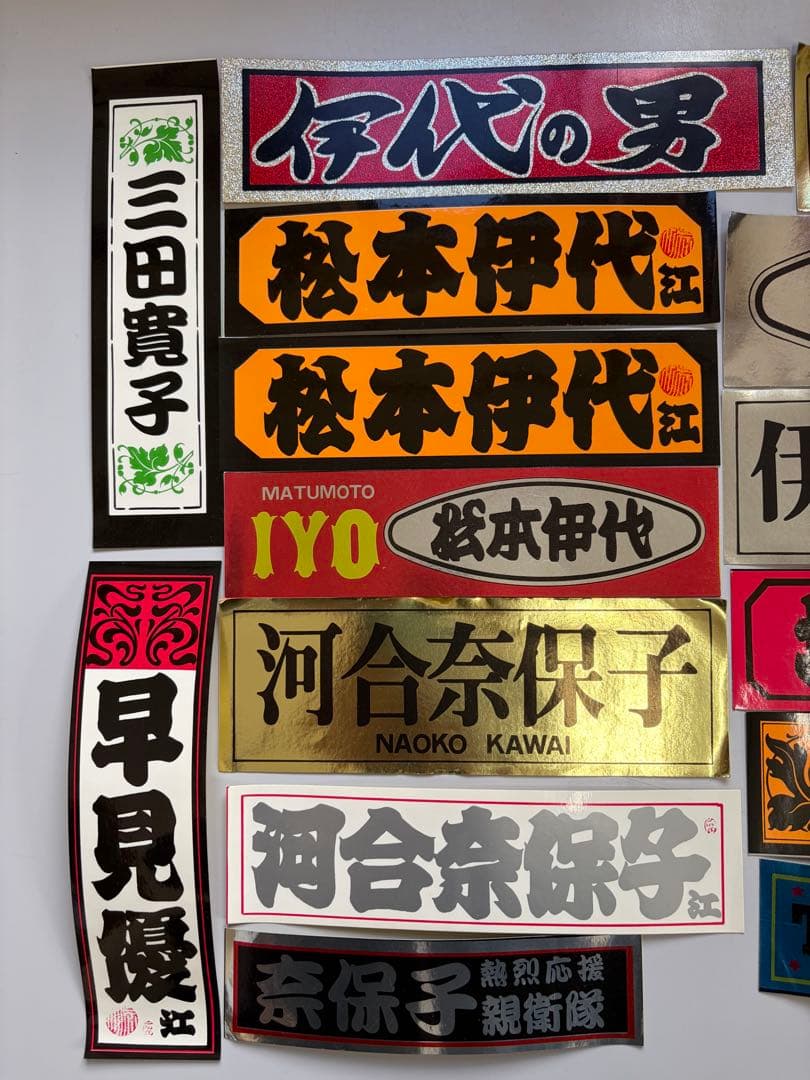 三田寛子
早見優
江
伊代の男
松本伊代
江
松本伊代
江
MATUMOTO
IYO
松本伊代
河合奈保子
NAOKO KAWAI
河合奈保子
江
奈保子
熱烈応援
親衛隊
伊